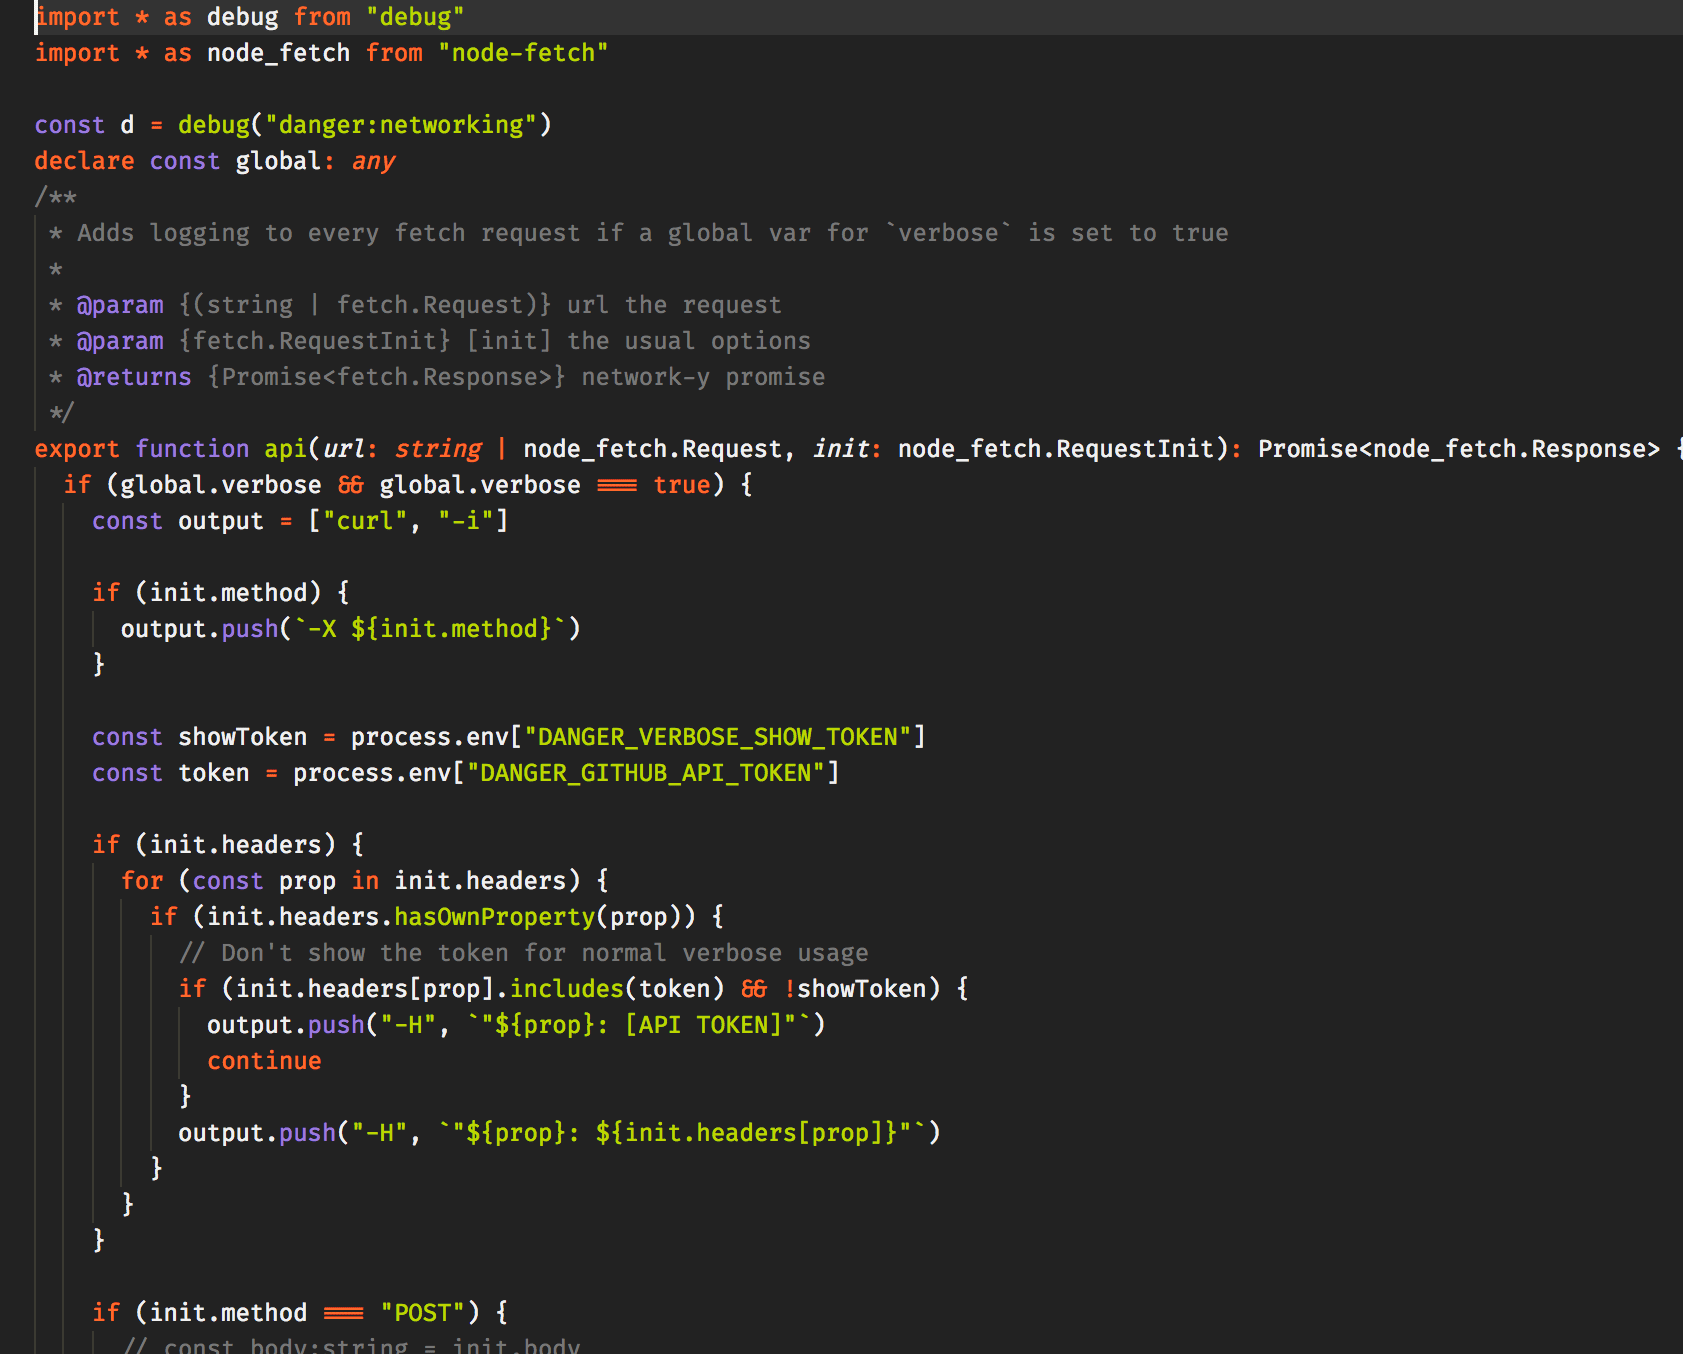 import * as debug from "debug"
import * as node_fetch from "node-fetch"
const d = debug("danger:networking")
declare const global: any
/**
* Adds logging to every fetch request if a global var for `verbose` is set to true
*
* @param {(string | fetch.Request)} url the request
* @param {fetch.RequestInit} [init] the usual options
* @returns {Promise<fetch.Response>} network-y promise
*/
export function api(url: string | node_fetch.Request, init: node_fetch.RequestInit): Promise<node_fetch.Response> {
if (global.verbose && global.verbose === true) {
const output = ["curl", "-i"]
if (init.method) {
output.push(`-X ${init.method}`)
}
const showToken = process.env["DANGER_VERBOSE_SHOW_TOKEN"]
const token = process.env["DANGER_GITHUB_API_TOKEN"]
if (init.headers) {
for (const prop in init.headers) {
if (init.headers.hasOwnProperty(prop)) {
// Don't show the token for normal verbose usage
if (init.headers[prop].includes(token) && !showToken) {
output.push("-H", `"${prop}: [API TOKEN]"`)
continue
}
output.push("-H", `"${prop}: ${init.headers[prop]}"`)
}
}
}
if (init.method === "POST") {
// const body:string = init.body